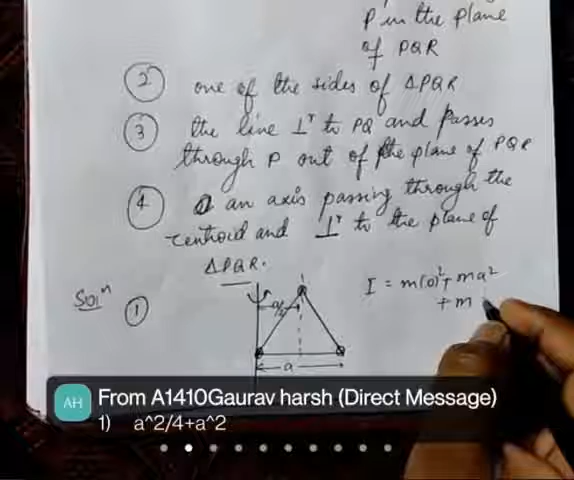 P in the plane
of PQR
② one of the sides of ΔPQR
③ the line ⊥ʳ to PQ and passes
through P out of the plane of PQR
④ an axis passing through the
centroid and ⊥ʳ to the plane of
ΔPQR.
Solⁿ ①
a/2
a
I = m(0)² + ma²
+ m
AH
From A1410Gaurav harsh (Direct Message)
1) a^2/4+a^2